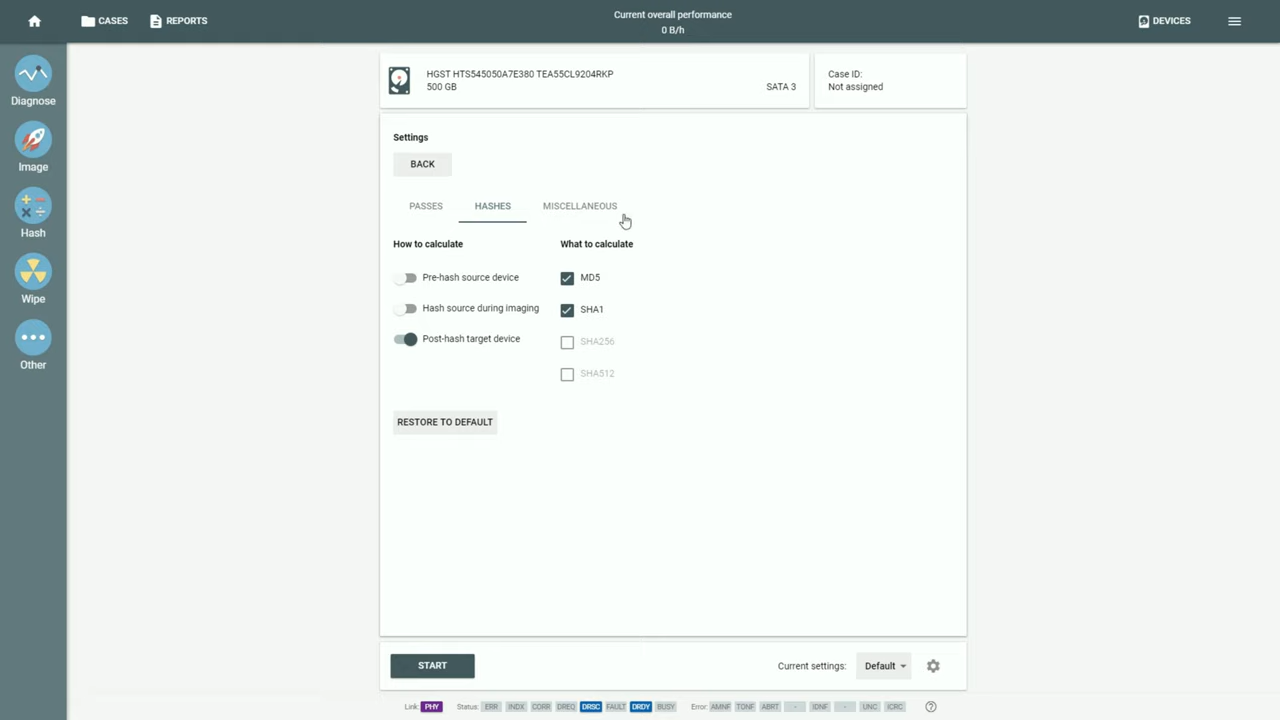 CASES
REPORTS
Current overall performance
0 B/h
DEVICES
Diagnose
Image
Hash
Wipe
Other
HGST HTS545050A7E380 TEA55CL9204RKP
500 GB
SATA 3
Case ID:
Not assigned
Settings
BACK
PASSES
HASHES
MISCELLANEOUS
How to calculate
What to calculate
Pre-hash source device
MD5
Hash source during imaging
SHA1
Post-hash target device
SHA256
SHA512
RESTORE TO DEFAULT
START
Current settings:
Default
Link: PHY
Status: ERR INDX CORR DREQ DRSC FAULT DRDY BUSY
Error: AMNF TONF ABRT - IDNF - UNC ICRC